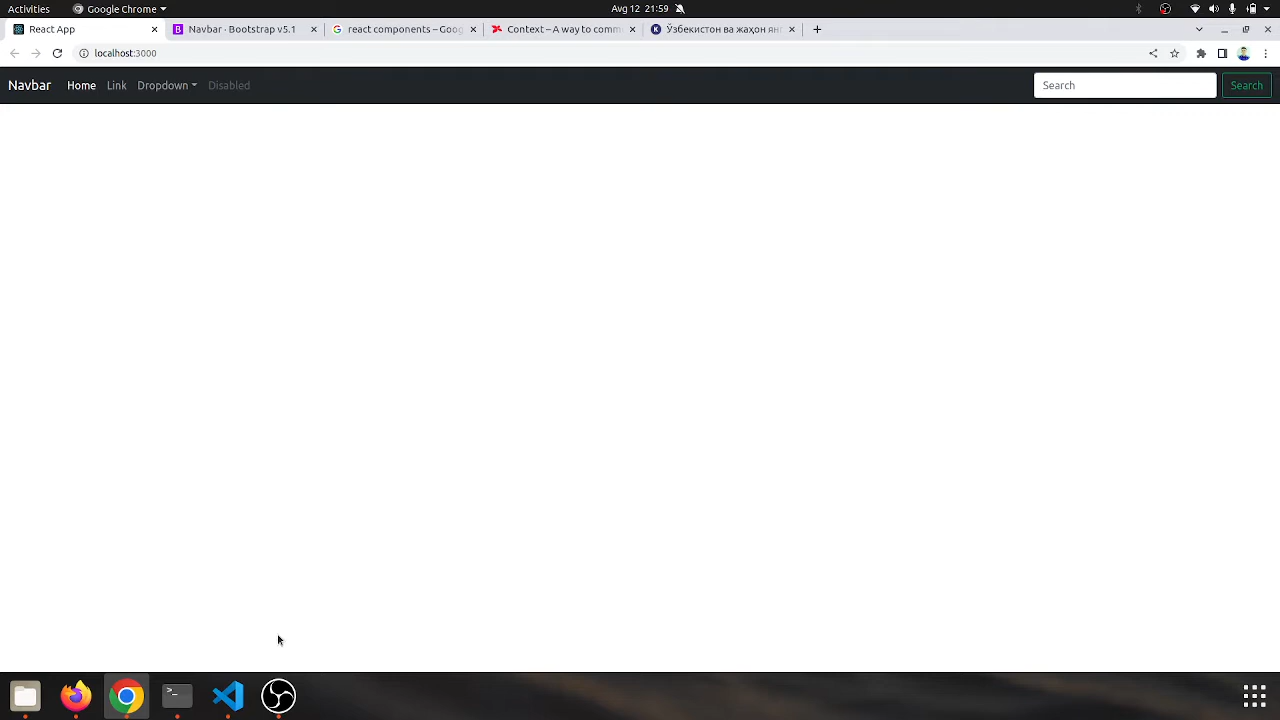 Activities Google Chrome Avg 12 21:59
React App Navbar · Bootstrap v5.1 react components – Goog Context – A way to comm Ўзбекистон ва жаҳон янг
localhost:3000
Navbar Home Link Dropdown Disabled Search Search